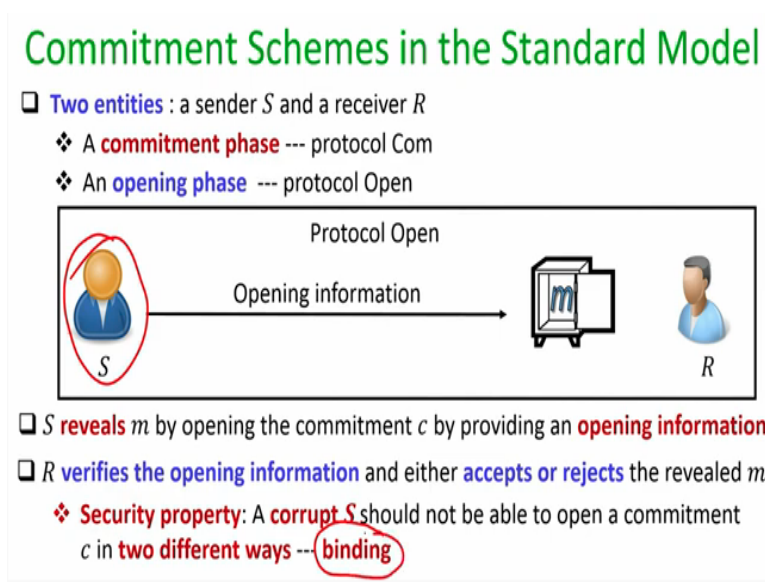 Commitment Schemes in the Standard Model
❑ Two entities : a sender S and a receiver R
❖ A commitment phase --- protocol Com
❖ An opening phase --- protocol Open
Protocol Open
Opening information
m
S
R
❑ S reveals m by opening the commitment c by providing an opening information
❑ R verifies the opening information and either accepts or rejects the revealed m
❖ Security property: A corrupt S should not be able to open a commitment
c in two different ways --- binding